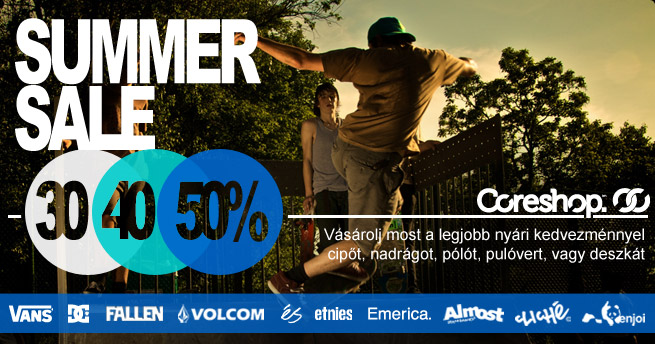 SUMMER
SALE
30 40 50%
Coreshop.
Vásárolj most a legjobb nyári kedvezménnyel
cipőt, nadrágot, pólót, pulóvert, vagy deszkát
VANS DC FALLEN VOLCOM éS etnies Emerica. Almost CLICHÉ enjoi